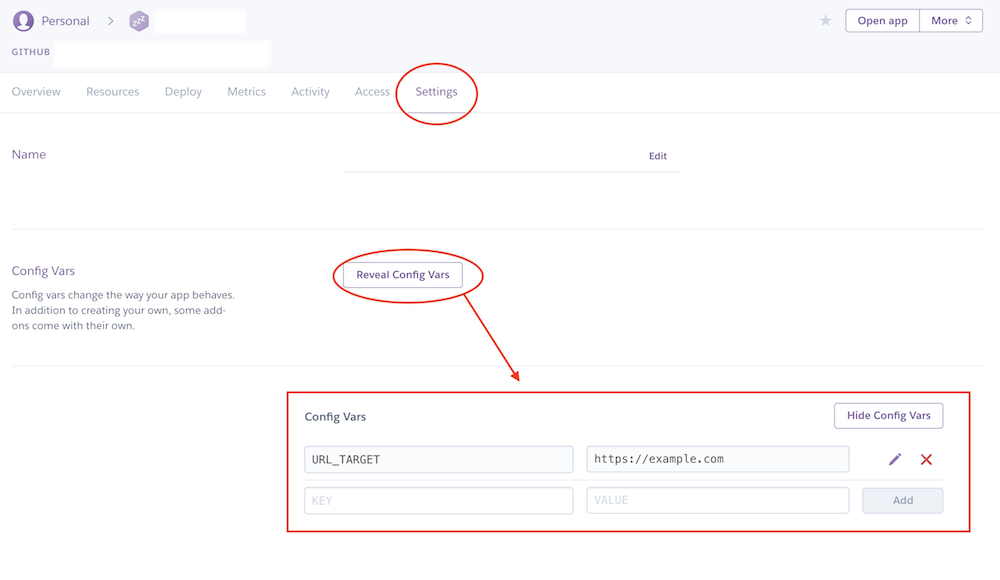 Personal
zzz
Open app
More
GITHUB
Overview
Resources
Deploy
Metrics
Activity
Access
Settings
Name
Edit
Config Vars
Reveal Config Vars
Config vars change the way your app behaves.
In addition to creating your own, some add-
ons come with their own.
Config Vars
Hide Config Vars
URL_TARGET
https://example.com
KEY
VALUE
Add